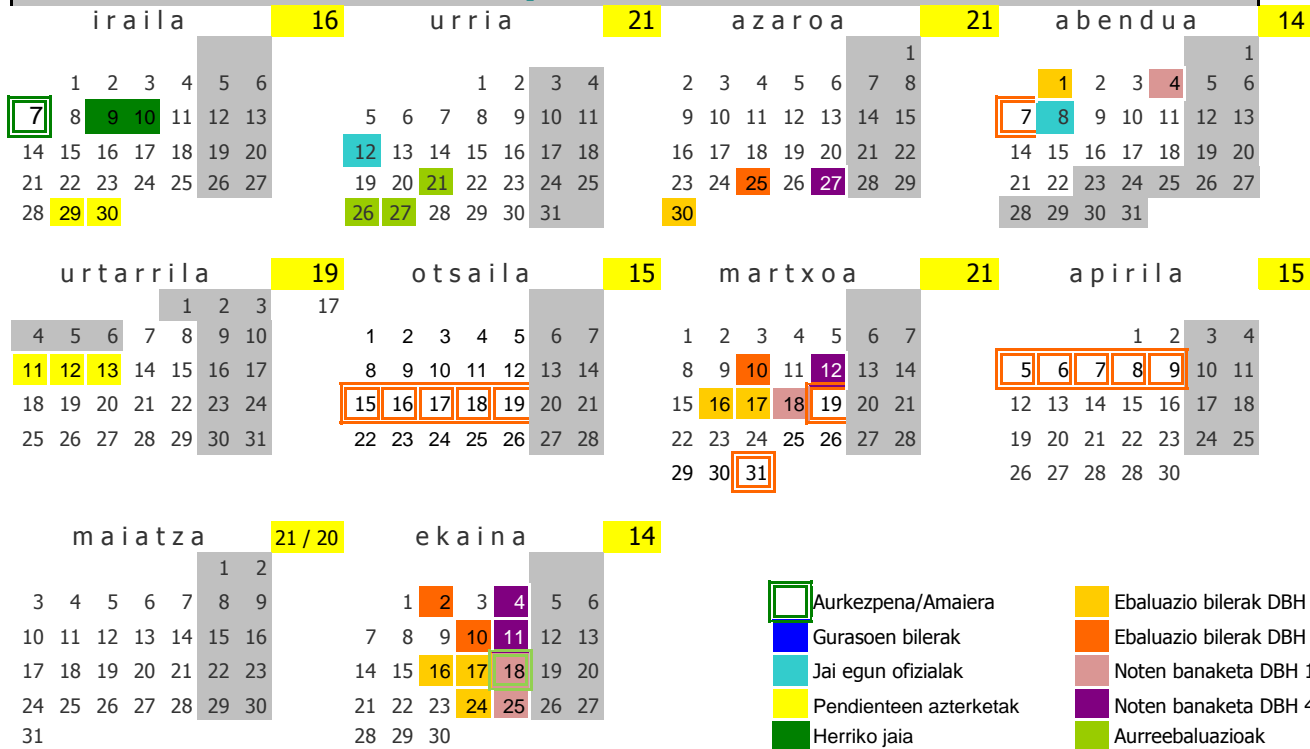 iraila 16 urria 21 azaroa 21 abendua 14
1 1
1 2 3 4 5 6 1 2 3 4 2 3 4 5 6 7 8 1 2 3 4 5 6
7 8 9 10 11 12 13 5 6 7 8 9 10 11 9 10 11 12 13 14 15 7 8 9 10 11 12 13
14 15 16 17 18 19 20 12 13 14 15 16 17 18 16 17 18 19 20 21 22 14 15 16 17 18 19 20
21 22 23 24 25 26 27 19 20 21 22 23 24 25 23 24 25 26 27 28 29 21 22 23 24 25 26 27
28 29 30 26 27 28 29 30 31 30 28 29 30 31
urtarrila 19 otsaila 15 martxoa 21 apirila 15
1 2 3 17
4 5 6 7 8 9 10 1 2 3 4 5 6 7 1 2 3 4 5 6 7 1 2 3 4
11 12 13 14 15 16 17 8 9 10 11 12 13 14 8 9 10 11 12 13 14 5 6 7 8 9 10 11
18 19 20 21 22 23 24 15 16 17 18 19 20 21 15 16 17 18 19 20 21 12 13 14 15 16 17 18
25 26 27 28 29 30 31 22 23 24 25 26 27 28 22 23 24 25 26 27 28 19 20 21 22 23 24 25
29 30 31 26 27 28 28 30
maiatza 21 / 20 ekaina 14
1 2
3 4 5 6 7 8 9 1 2 3 4 5 6 Aurkezpena/Amaiera Ebaluazio bilerak DBH
10 11 12 13 14 15 16 7 8 9 10 11 12 13 Gurasoen bilerak Ebaluazio bilerak DBH
17 18 19 20 21 22 23 14 15 16 17 18 19 20 Jai egun ofizialak Noten banaketa DBH 1
24 25 26 27 28 29 30 21 22 23 24 25 26 27 Pendienteen azterketak Noten banaketa DBH 4
31 28 29 30 Herriko jaia Aurreebaluazioak